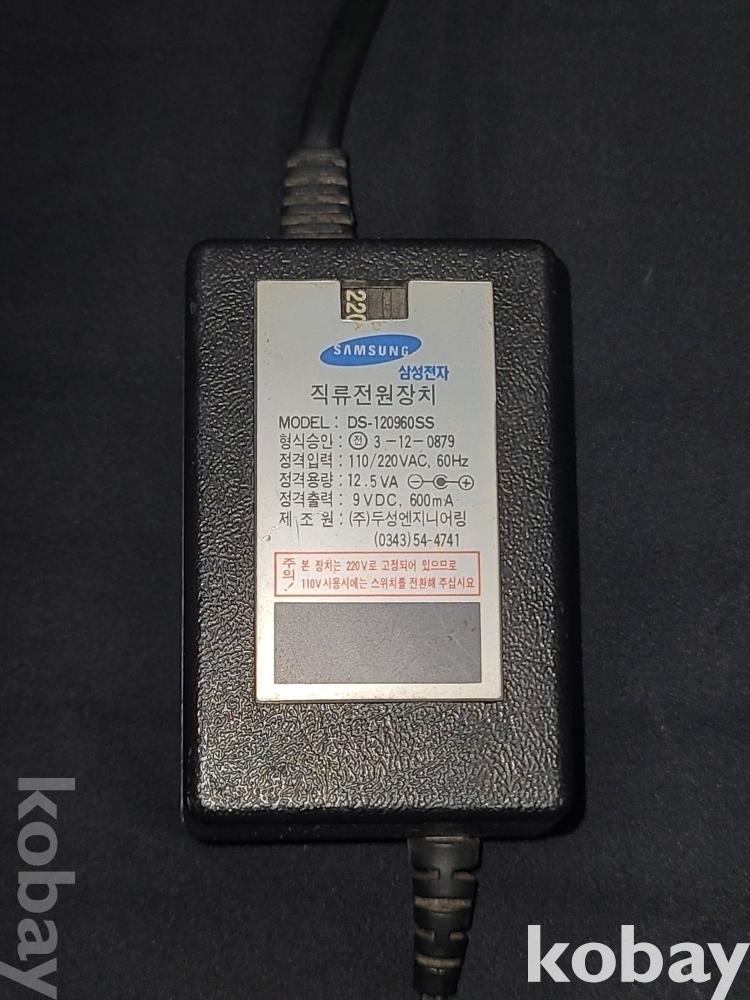 220
SAMSUNG
삼성전자
직류전원장치
MODEL : DS-120960SS
형식승인 : 전 3-12-0879
정격입력 : 110/220VAC, 60Hz
정격용량 : 12.5VA
정격출력 : 9VDC, 600mA
제조원 : (주)두성엔지니어링
(0343)54-4741
주의! 본 장치는 220V로 고정되어 있으므로
110V사용시에는 스위치를 전환해 주십시요
kobay
kobay